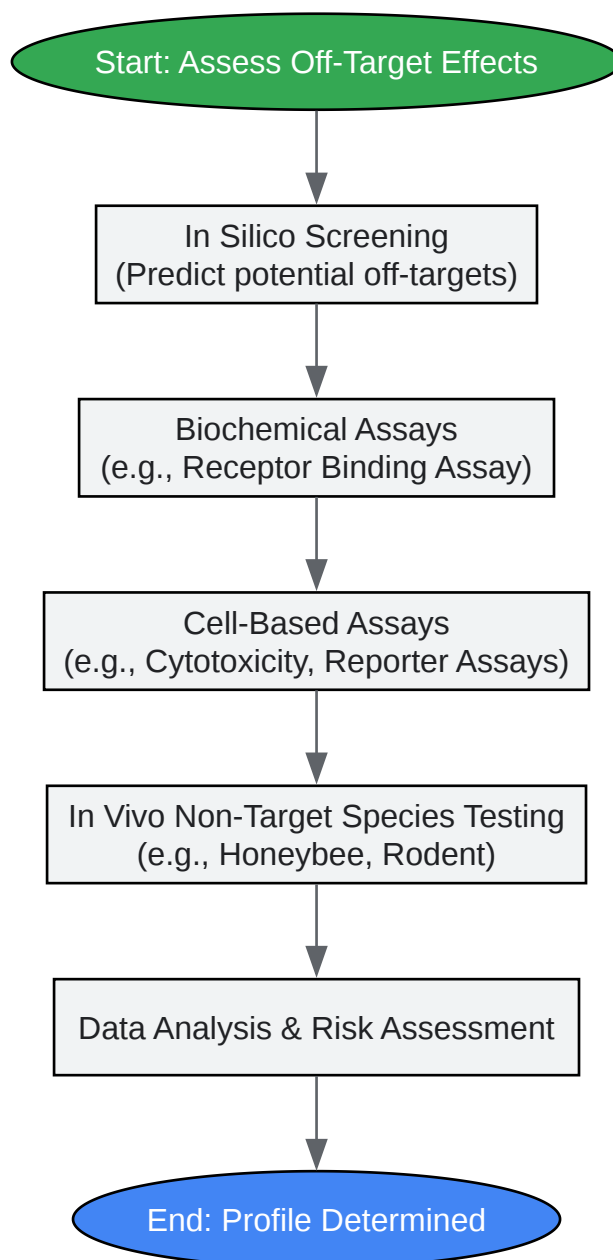 Start: Assess Off-Target Effects
In Silico Screening
(Predict potential off-targets)
Biochemical Assays
(e.g., Receptor Binding Assay)
Cell-Based Assays
(e.g., Cytotoxicity, Reporter Assays)
In Vivo Non-Target Species Testing
(e.g., Honeybee, Rodent)
Data Analysis & Risk Assessment
End: Profile Determined